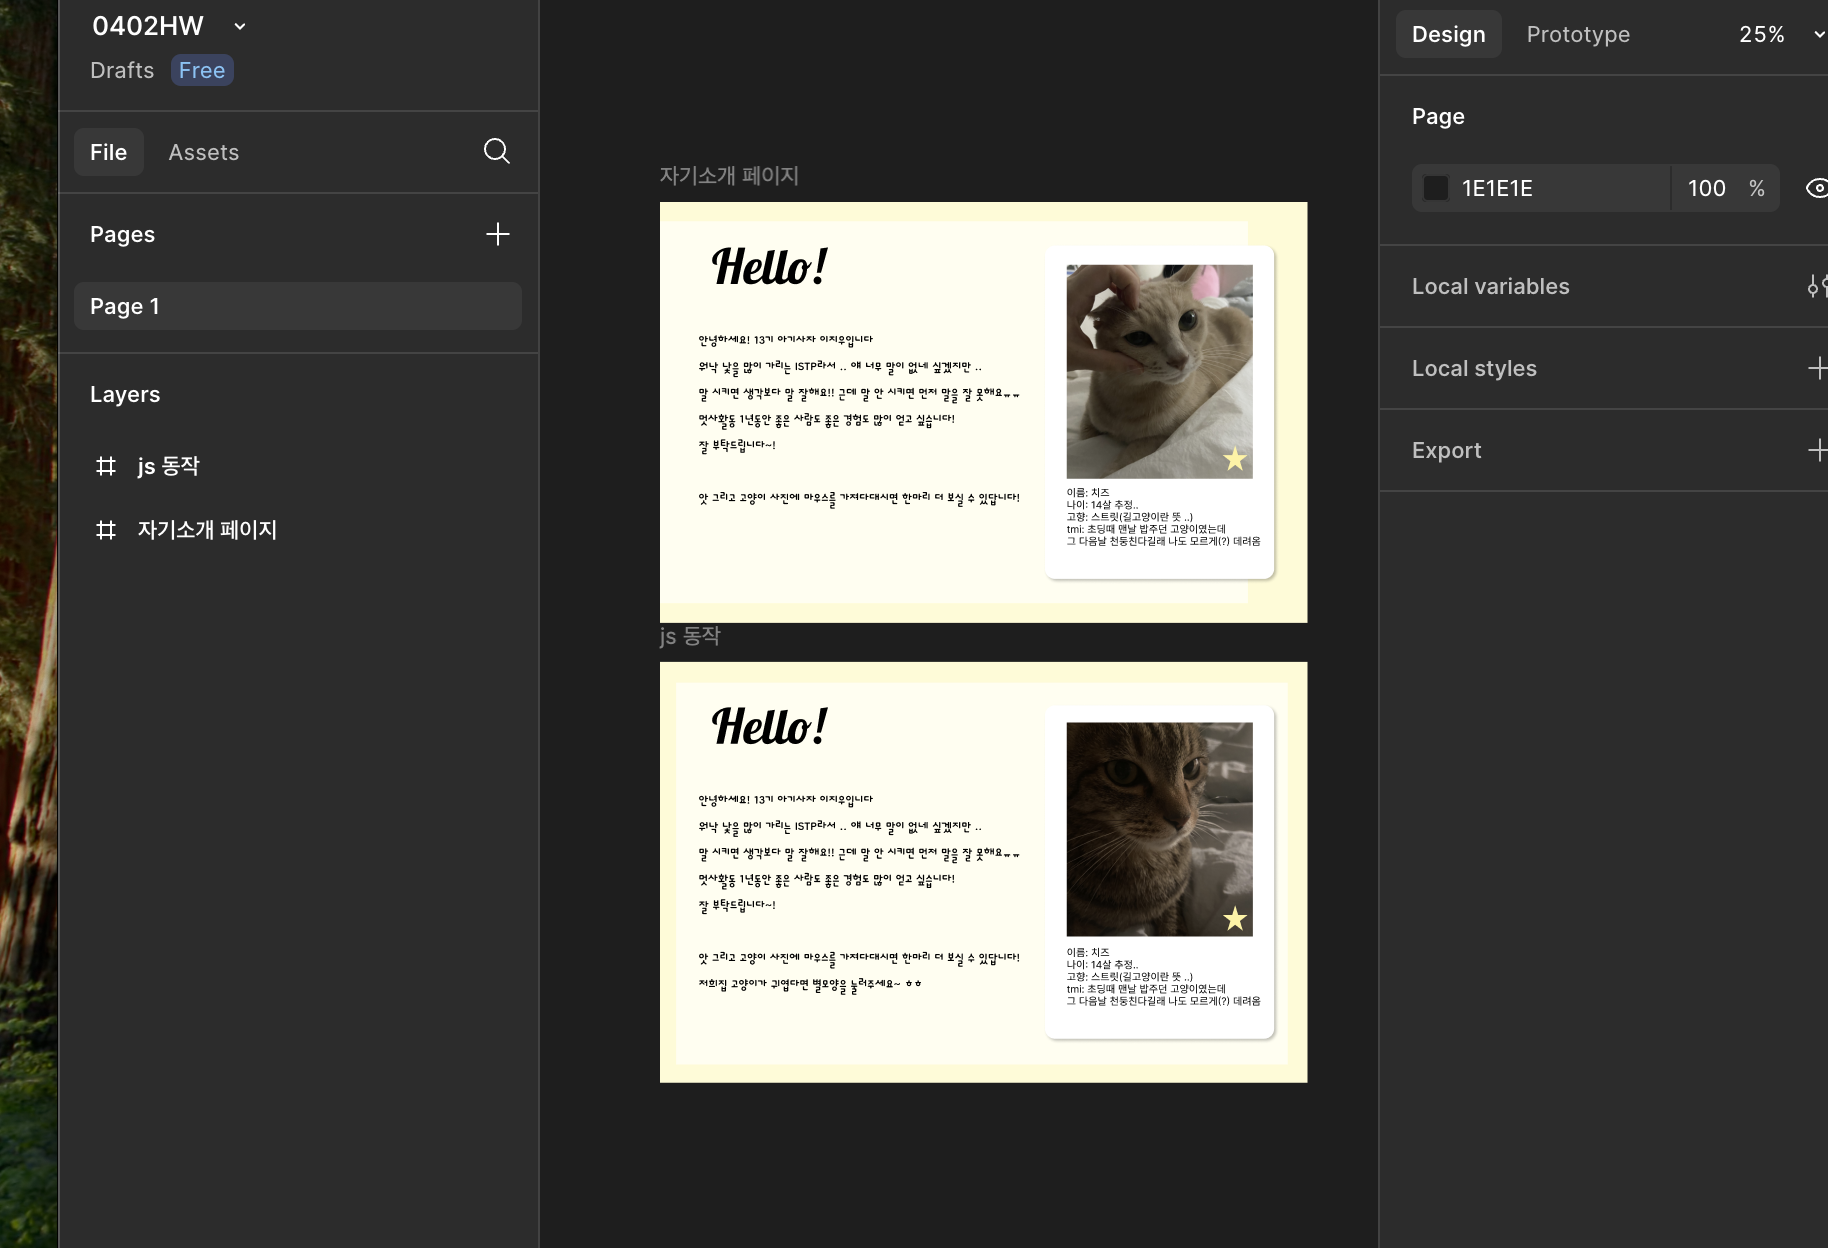 0402HW
Drafts Free
File Assets
Pages
Page 1
Layers
js 동작
자기소개 페이지
자기소개 페이지
Hello!
안녕하세요! 13기 아기사자 이지우입니다
워낙 낯을 많이 가리는 ISTP라서 .. 얘 너무 말이 없네 싶겠지만 ..
말 시키면 생각보다 말 잘해요!! 근데 말 안 시키면 먼저 말을 잘 못해요ㅠㅠ
멋사활동 1년동안 좋은 사람도 좋은 경험도 많이 얻고 싶습니다!
잘 부탁드립니다~!
앗 그리고 고양이 사진에 마우스를 가져다대시면 한마리 더 보실 수 있답니다!
이름: 치즈
나이: 14살 추정..
고향: 스트릿(길고양이란 뜻 ..)
tmi: 초딩때 맨날 밥주던 고양이였는데
그 다음날 천둥친다길래 나도 모르게(?) 데려옴
js 동작
Hello!
안녕하세요! 13기 아기사자 이지우입니다
워낙 낯을 많이 가리는 ISTP라서 .. 얘 너무 말이 없네 싶겠지만 ..
말 시키면 생각보다 말 잘해요!! 근데 말 안 시키면 먼저 말을 잘 못해요ㅠㅠ
멋사활동 1년동안 좋은 사람도 좋은 경험도 많이 얻고 싶습니다!
잘 부탁드립니다~!
앗 그리고 고양이 사진에 마우스를 가져다대시면 한마리 더 보실 수 있답니다!
저희집 고양이가 귀엽다면 별모양을 눌러주세요~ ㅎㅎ
이름: 치즈
나이: 14살 추정..
고향: 스트릿(길고양이란 뜻 ..)
tmi: 초딩때 맨날 밥주던 고양이였는데
그 다음날 천둥친다길래 나도 모르게(?) 데려옴
Design Prototype 25%
Page
1E1E1E 100 %
Local variables
Local styles
Export